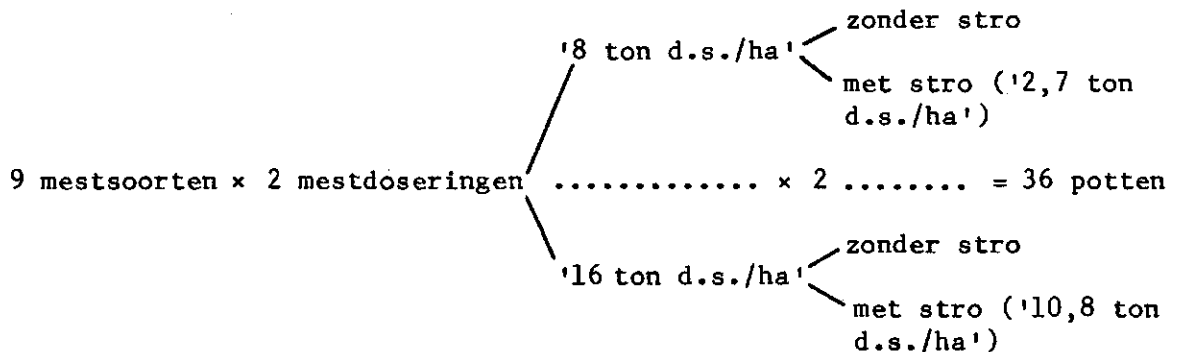 zonder stro
'8 ton d.s./ha'
met stro ('2,7 ton
d.s./ha')
9 mestsoorten × 2 mestdoseringen ............. × 2 ........ = 36 potten
zonder stro
'16 ton d.s./ha'
met stro ('10,8 ton
d.s./ha')